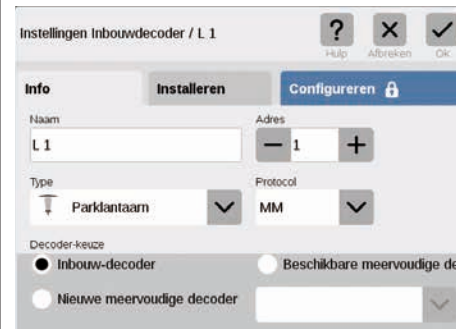 Instellingen Inbouwdecoder / L 1
?
Hulp Afbreken Ok
Info Installeren Configureren
Naam Adres
L 1 1
Type Protocol
Parklantaarn MM
Decoder-keuze
Inbouw-decoder Beschikbare meervoudige de
Nieuwe meervoudige decoder